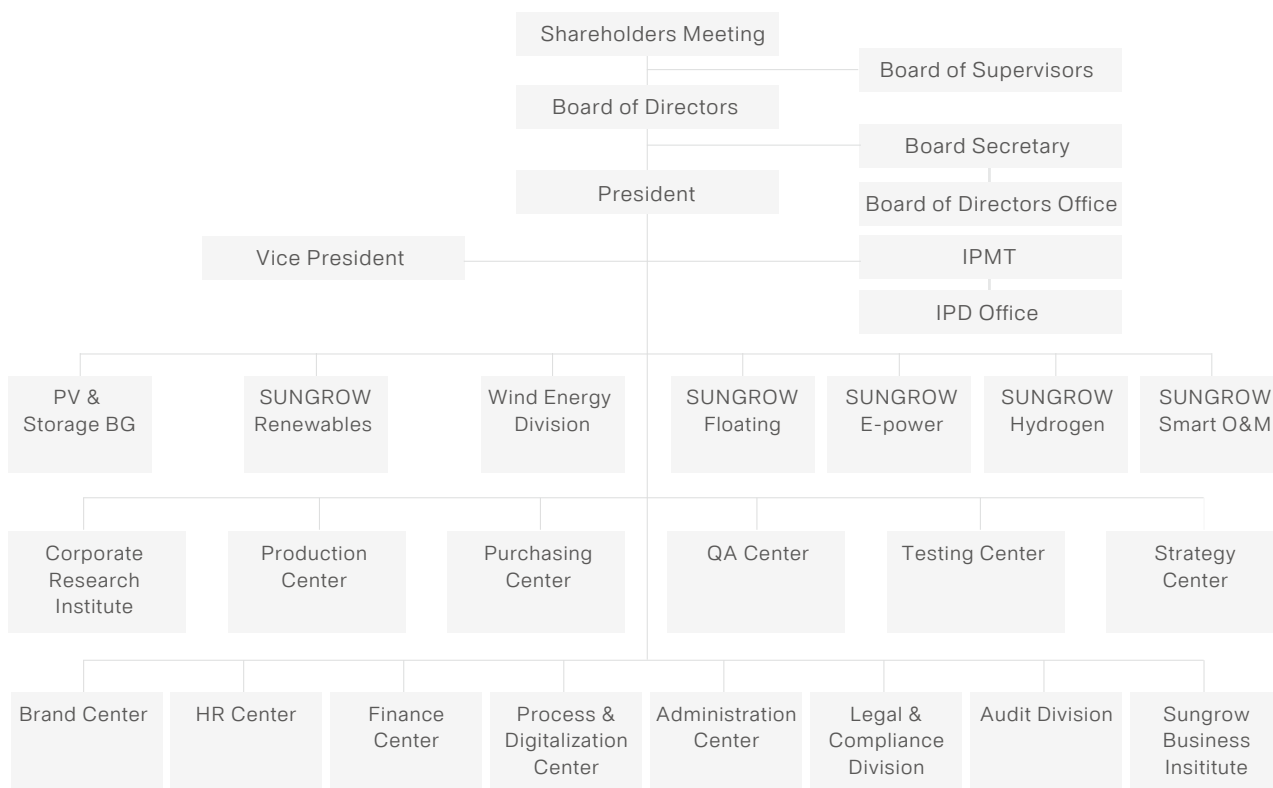 Shareholders Meeting
Board of Supervisors
Board of Directors
Board Secretary
President
Board of Directors Office
Vice President
IPMT
IPD Office
PV &
Storage BG
SUNGROW
Renewables
Wind Energy
Division
SUNGROW
Floating
SUNGROW
E-power
SUNGROW
Hydrogen
SUNGROW
Smart O&M
Corporate
Research
Institute
Production
Center
Purchasing
Center
QA Center
Testing Center
Strategy
Center
Brand Center
HR Center
Finance
Center
Process &
Digitalization
Center
Administration
Center
Legal &
Compliance
Division
Audit Division
Sungrow
Business
Insititute